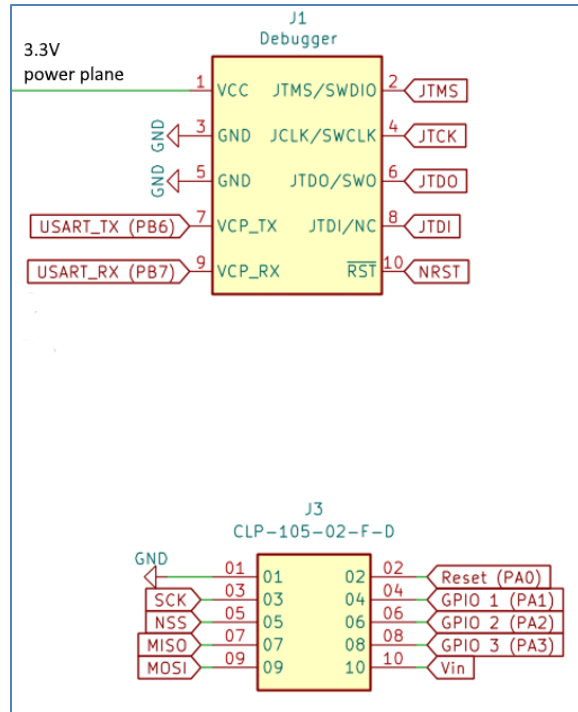 J1
Debugger
3.3V
power plane
1 VCC JTMS/SWDIO 2 JTMS
GND 3 GND JCLK/SWCLK 4 JTCK
GND 5 GND JTDO/SWO 6 JTDO
USART_TX (PB6) 7 VCP_TX JTDI/NC 8 JTDI
USART_RX (PB7) 9 VCP_RX RST 10 NRST
J3
CLP-105-02-F-D
GND 01 01 02 02 Reset (PA0)
SCK 03 03 04 04 GPIO 1 (PA1)
NSS 05 05 06 06 GPIO 2 (PA2)
MISO 07 07 08 08 GPIO 3 (PA3)
MOSI 09 09 10 10 Vin